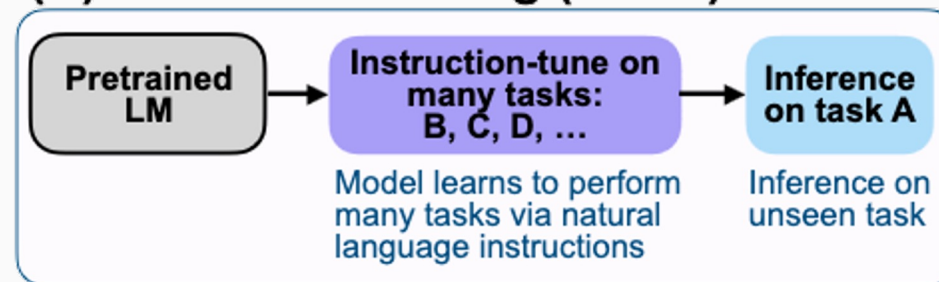 Pretrained
LM
Instruction-tune on
many tasks:
B, C, D, …
Inference
on task A
Model learns to perform
many tasks via natural
language instructions
Inference on
unseen task